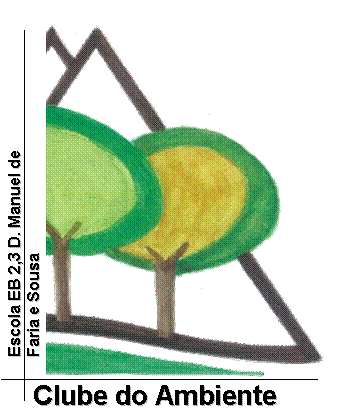 Escola EB 2,3 D. Manuel de
Faria e Sousa
Clube do Ambiente